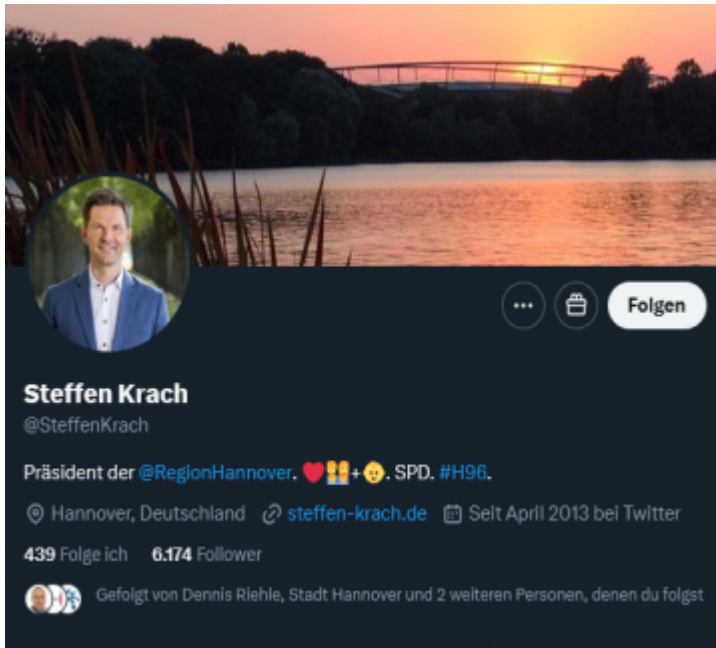 Folgen
Steffen Krach
@SteffenKrach
Präsident der @RegionHannover. ❤️👭+👶. SPD. #H96.
Hannover, Deutschland steffen-krach.de Seit April 2013 bei Twitter
439 Folge ich 6.174 Follower
Gefolgt von Dennis Riehle, Stadt Hannover und 2 weiteren Personen, denen du folgst